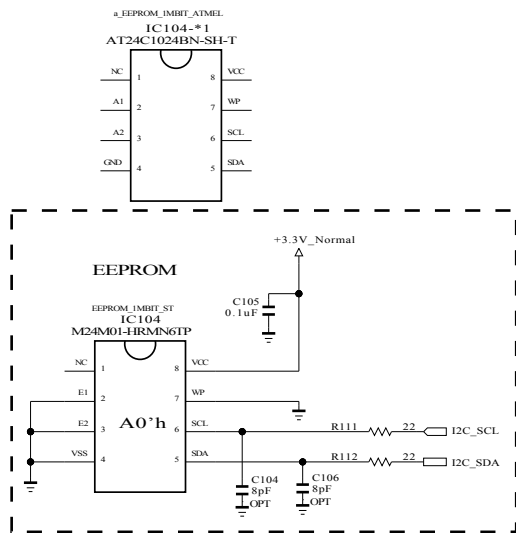 a_EEPROM_1MBIT_ATMEL
IC104-*1
AT24C1024BN-SH-T
NC 1 8 VCC
A1 2 7 WP
A2 3 6 SCL
GND 4 5 SDA
+3.3V_Normal
EEPROM
C105
0.1uF
EEPROM_1MBIT_ST
IC104
M24M01-HRMN6TP
NC 1 8 VCC
E1 2 7 WP
A0'h
E2 3 6 SCL R111 22 I2C_SCL
VSS 4 5 SDA R112 22 I2C_SDA
C104 C106
8pF 8pF
OPT OPT